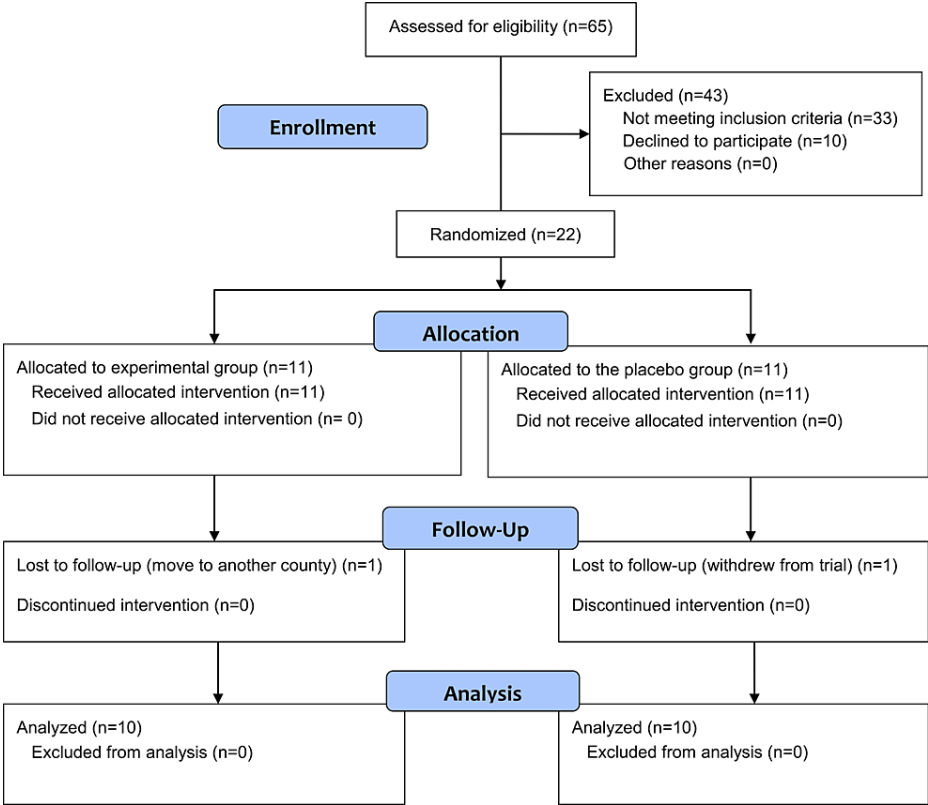 Assessed for eligibility (n=65)
Enrollment
Excluded (n=43)
Not meeting inclusion criteria (n=33)
Declined to participate (n=10)
Other reasons (n=0)
Randomized (n=22)
Allocation
Allocated to experimental group (n=11)
Received allocated intervention (n=11)
Did not receive allocated intervention (n= 0)
Allocated to the placebo group (n=11)
Received allocated intervention (n=11)
Did not receive allocated intervention (n=0)
Follow-Up
Lost to follow-up (move to another county) (n=1)
Discontinued intervention (n=0)
Lost to follow-up (withdrew from trial) (n=1)
Discontinued intervention (n=0)
Analysis
Analyzed (n=10)
Excluded from analysis (n=0)
Analyzed (n=10)
Excluded from analysis (n=0)